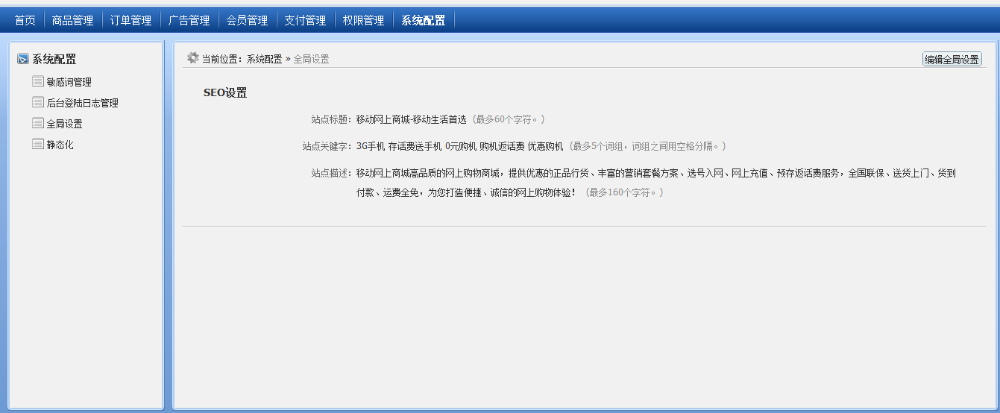 首页 商品管理 订单管理 广告管理 会员管理 支付管理 权限管理 系统配置
系统配置
敏感词管理
后台登陆日志管理
全局设置
静态化
当前位置：系统配置 » 全局设置
编辑全局设置
SEO设置
站点标题：移动网上商城-移动生活首选（最多60个字符。）
站点关键字：3G手机 存话费送手机 0元购机 购机返话费 优惠购机（最多5个词组，词组之间用空格分隔。）
站点描述：移动网上商城高品质的网上购物商城，提供优惠的正品行货、丰富的营销套餐方案、选号入网、网上充值、预存返话费服务，全国联保、送货上门、货到
付款、运费全免，为您打造便捷、诚信的网上购物体验！（最多160个字符。）